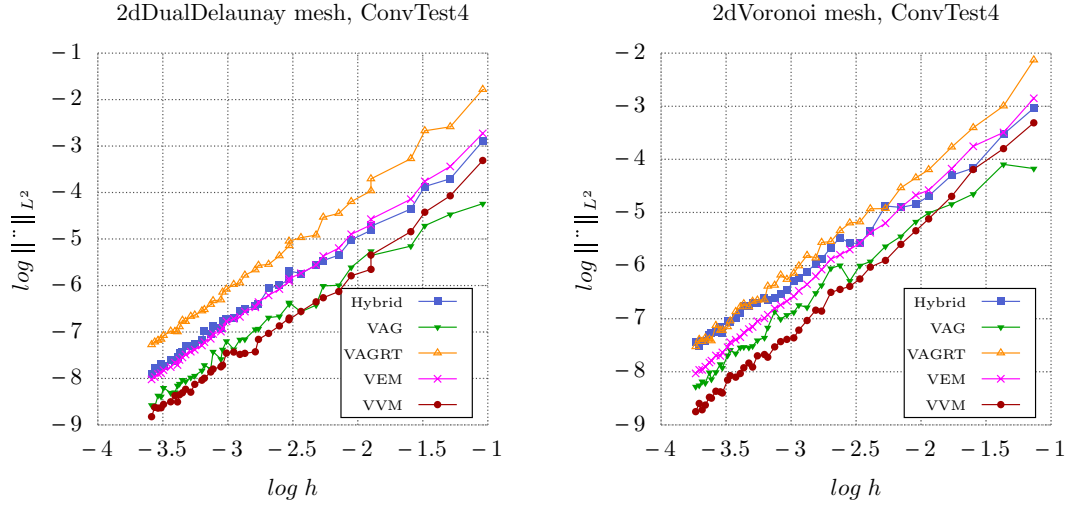 2dDualDelaunay mesh, ConvTest4
log ||¨||_{L²}
−1
−2
−3
−4
−5
−6
−7
−8
−9
Hybrid
VAG
VAGRT
VEM
VVM
−4 −3.5 −3 −2.5 −2 −1.5 −1
log h
2dVoronoi mesh, ConvTest4
log ||¨||_{L²}
−2
−3
−4
−5
−6
−7
−8
−9
Hybrid
VAG
VAGRT
VEM
VVM
−4 −3.5 −3 −2.5 −2 −1.5 −1
log h